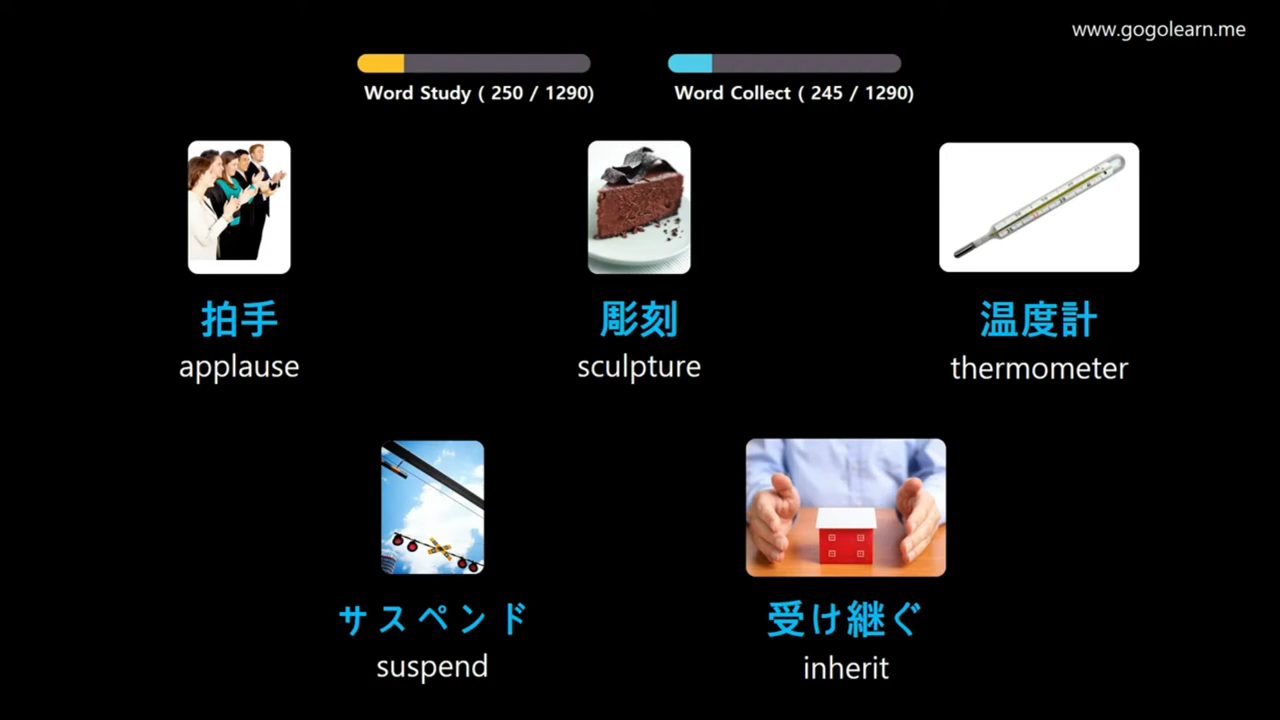 www.gogolearn.me
Word Study ( 250 / 1290)
Word Collect ( 245 / 1290)
拍手
applause
彫刻
sculpture
温度計
thermometer
サスペンド
suspend
受け継ぐ
inherit